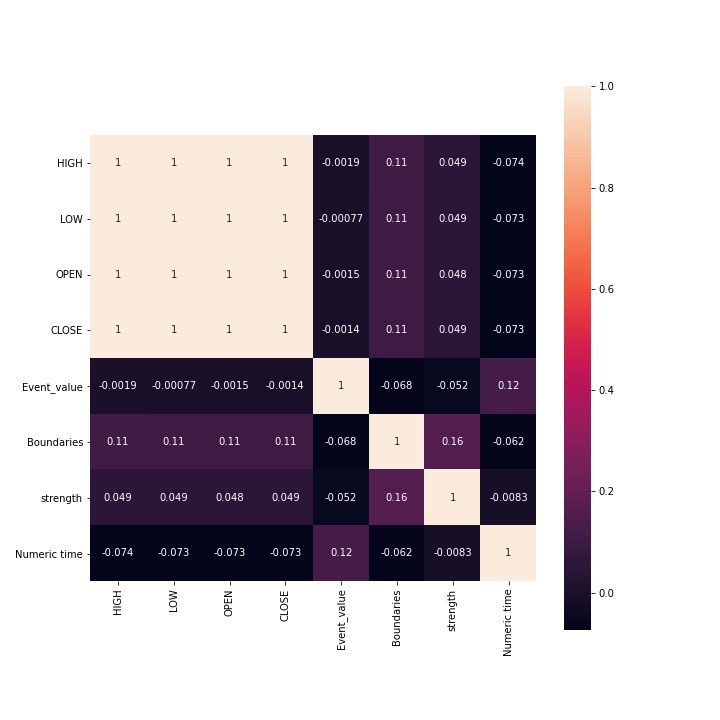 1.0
HIGH 1 1 1 1 -0.0019 0.11 0.049 -0.074
0.8
LOW 1 1 1 1 -0.00077 0.11 0.049 -0.073
OPEN 1 1 1 1 -0.0015 0.11 0.048 -0.073
0.6
CLOSE 1 1 1 1 -0.0014 0.11 0.049 -0.073
Event_value -0.0019 -0.00077 -0.0015 -0.0014 1 -0.068 -0.052 0.12
0.4
Boundaries 0.11 0.11 0.11 0.11 -0.068 1 0.16 -0.062
0.2
strength 0.049 0.049 0.048 0.049 -0.052 0.16 1 -0.0083
Numeric time -0.074 -0.073 -0.073 -0.073 0.12 -0.062 -0.0083 1
0.0
HIGH
LOW
OPEN
CLOSE
Event_value
Boundaries
strength
Numeric time